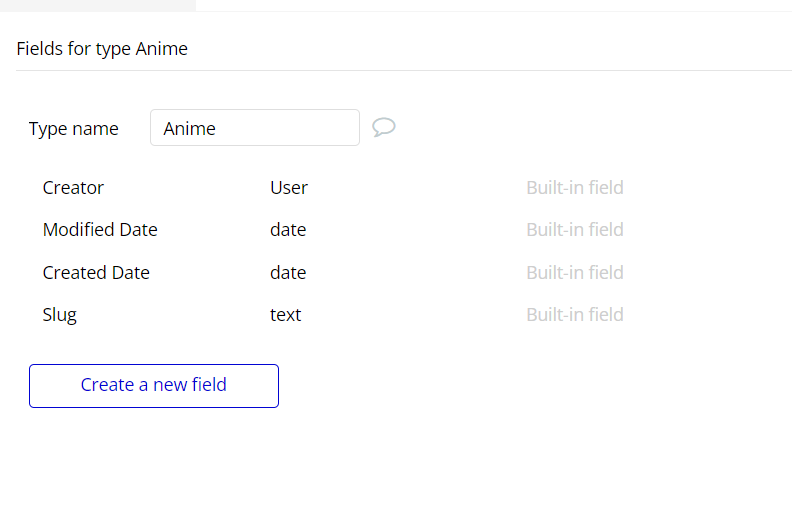 Fields for type Anime
Type name Anime
Creator User Built-in field
Modified Date date Built-in field
Created Date date Built-in field
Slug text Built-in field
Create a new field